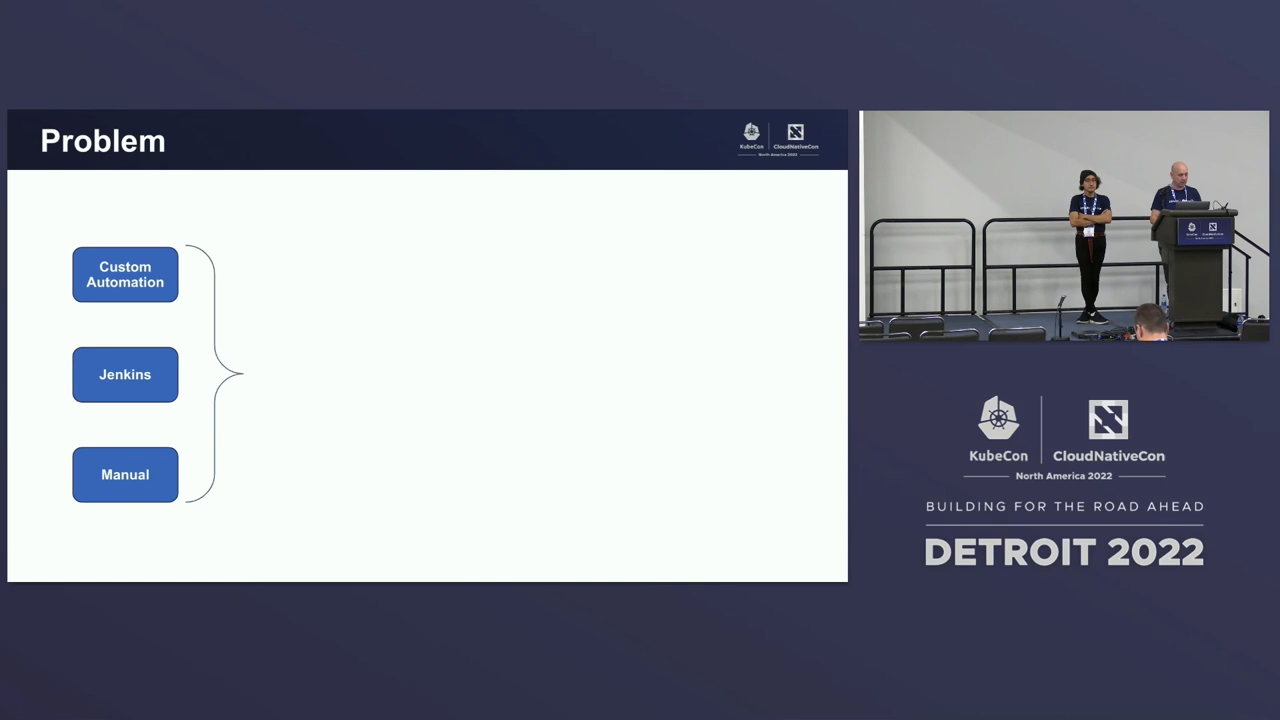 Problem
KubeCon
CloudNativeCon
North America 2022
Custom
Automation
Jenkins
Manual
KubeCon
CloudNativeCon
North America 2022
BUILDING FOR THE ROAD AHEAD
DETROIT 2022